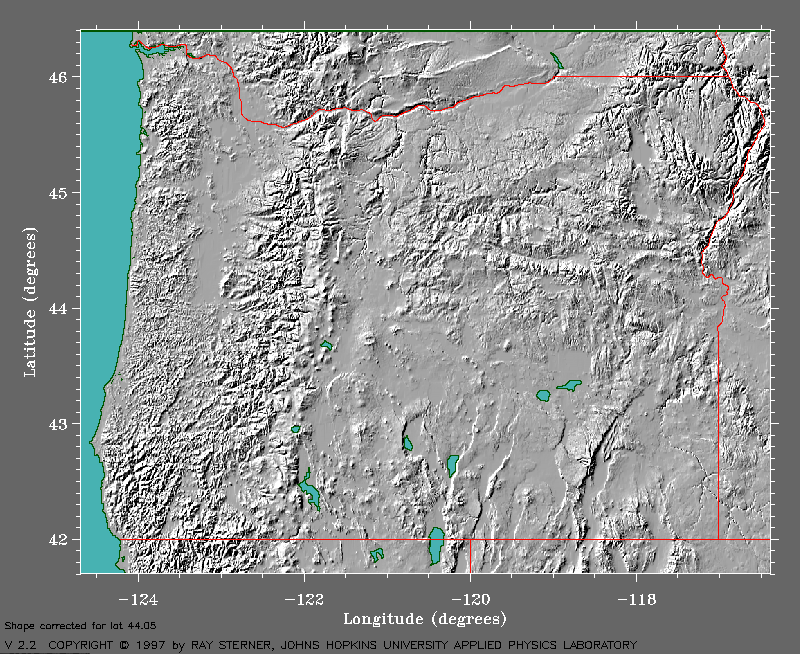 46
45
44
43
42
Latitude (degrees)
−124
−122
−120
−118
Longitude (degrees)
Shape corrected for lat 44.05
V 2.2 COPYRIGHT © 1997 by RAY STERNER, JOHNS HOPKINS UNIVERSITY APPLIED PHYSICS LABORATORY